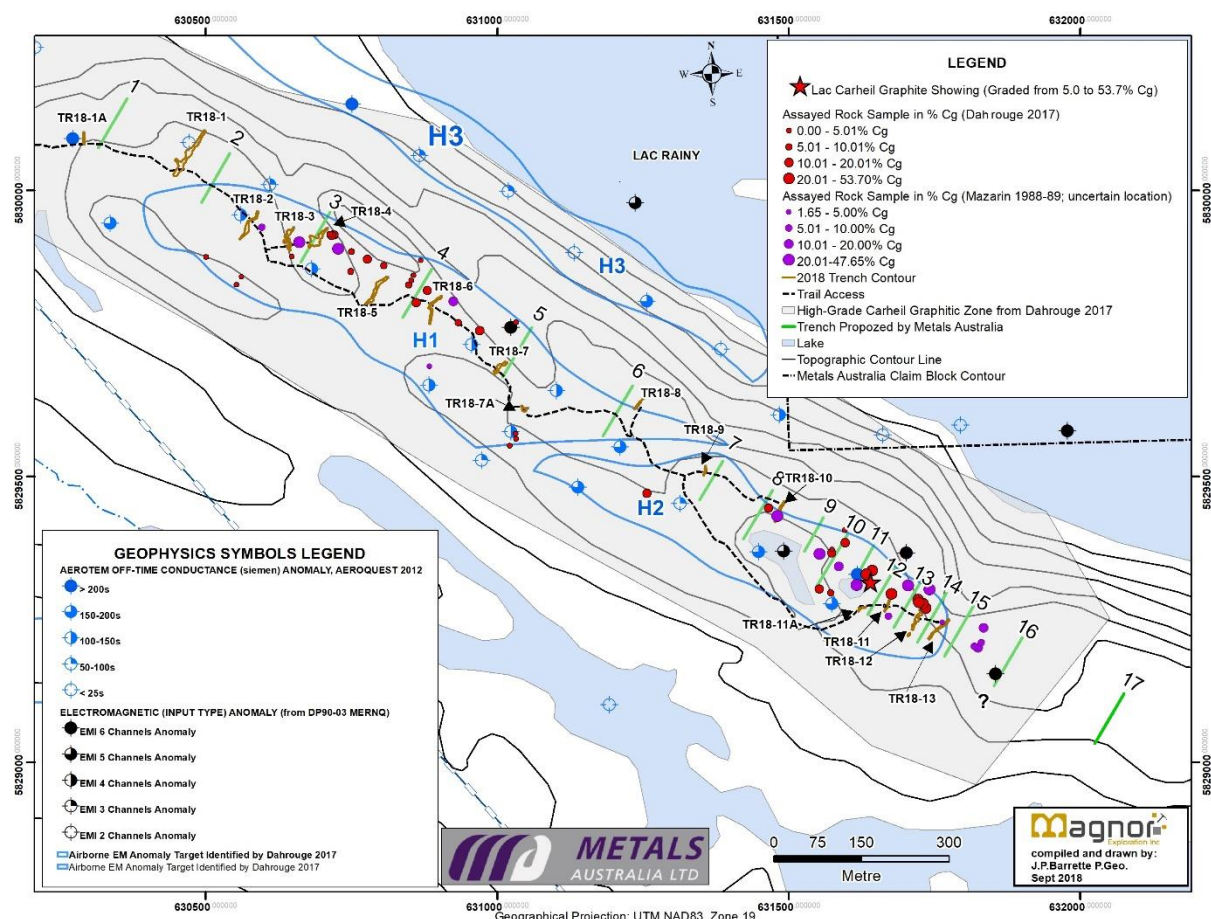 630500.000000
631000.000000
631500.000000
632000.000000
5830000.000000
5829500.000000
5829000.000000
5830000.000000
5829500.000000
5829000.000000
N
W E
S
LEGEND
Lac Carheil Graphite Showing (Graded from 5.0 to 53.7% Cg)
Assayed Rock Sample in % Cg (Dahrouge 2017)
0.00 - 5.01% Cg
5.01 - 10.01% Cg
10.01 - 20.01% Cg
20.01 - 53.70% Cg
Assayed Rock Sample in % Cg (Mazarin 1988-89; uncertain location)
1.65 - 5.00% Cg
5.01 - 10.00% Cg
10.01 - 20.00% Cg
20.01-47.65% Cg
2018 Trench Contour
Trail Access
High-Grade Carheil Graphitic Zone from Dahrouge 2017
Trench Propozed by Metals Australia
Lake
Topographic Contour Line
Metals Australia Claim Block Contour
H3
LAC RAINY
H3
H1
H2
1
2
3
4
5
6
7
8
9
10
11
12
13
14
15
16
17
?
TR18-1A
TR18-1
TR18-2
TR18-3
TR18-4
TR18-5
TR18-6
TR18-7
TR18-7A
TR18-8
TR18-9
TR18-10
TR18-11A
TR18-11
TR18-12
TR18-13
GEOPHYSICS SYMBOLS LEGEND
AEROTEM OFF-TIME CONDUCTANCE (siemen) ANOMALY, AEROQUEST 2012
> 200s
150-200s
100-150s
50-100s
< 25s
ELECTROMAGNETIC (INPUT TYPE) ANOMALY (from DP90-03 MERNQ)
EMI 6 Channels Anomaly
EMI 5 Channels Anomaly
EMI 4 Channels Anomaly
EMI 3 Channels Anomaly
EMI 2 Channels Anomaly
Airborne EM Anomaly Target Identified by Dahrouge 2017
Airborne EM Anomaly Target Identified by Dahrouge 2017
METALS
AUSTRALIA LTD
0 75 150 300
Metre
Magnor
Exploration Inc
compiled and drawn by:
J.P.Barrette P.Geo.
Sept 2018
Geographical Projection: UTM NAD83, Zone 19